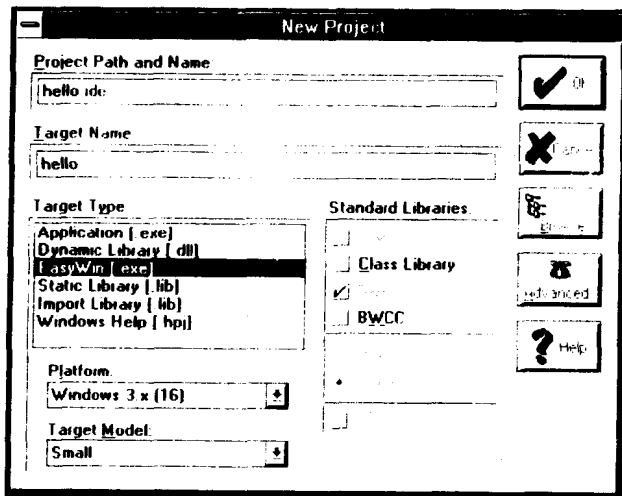 New Project
Project Path and Name
hello ide
Target Name
hello
Target Type
Application [.exe]
Dynamic Library [.dll]
EasyWin [.exe]
Static Library [.lib]
Import Library [.lib]
Windows Help [.hpj]
Platform:
Windows 3.x (16)
Target Model:
Small
Standard Libraries:
Class Library
BWCC
Advanced
Help